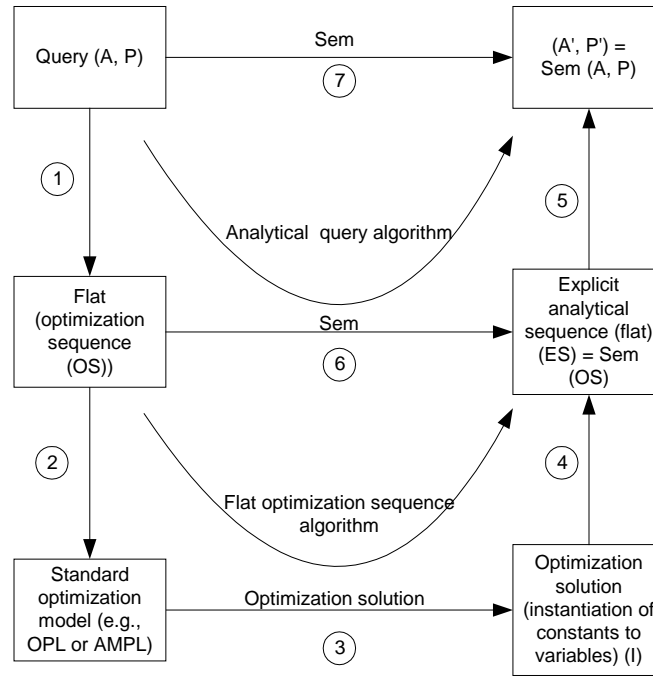 Query (A, P)
Sem
7
(A', P') =
Sem (A, P)
1
5
Analytical query algorithm
Flat
(optimization
sequence
(OS))
Sem
6
Explicit
analytical
sequence (flat)
(ES) = Sem
(OS)
2
4
Flat optimization sequence
algorithm
Standard
optimization
model (e.g.,
OPL or AMPL)
Optimization solution
3
Optimization
solution
(instantiation of
constants to
variables) (I)